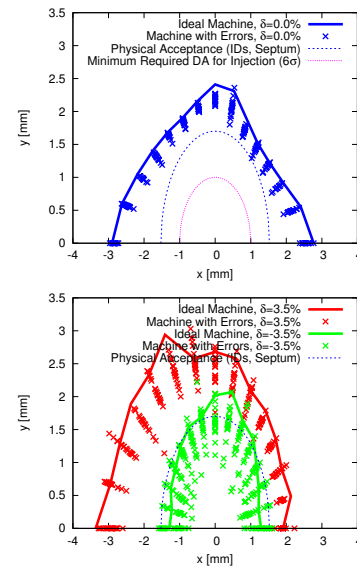 Ideal Machine, δ=0.0%
Machine with Errors, δ=0.0%
Physical Acceptance (IDs, Septum)
Minimum Required DA for Injection (6σ)
3.5
3
2.5
2
1.5
1
0.5
0
y [mm]
-4 -3 -2 -1 0 1 2 3 4
x [mm]
Ideal Machine, δ=3.5%
Machine with Errors, δ=3.5%
Ideal Machine, δ=-3.5%
Machine with Errors, δ=-3.5%
Physical Acceptance (IDs, Septum)
3.5
3
2.5
2
1.5
1
0.5
0
y [mm]
-4 -3 -2 -1 0 1 2 3 4
x [mm]